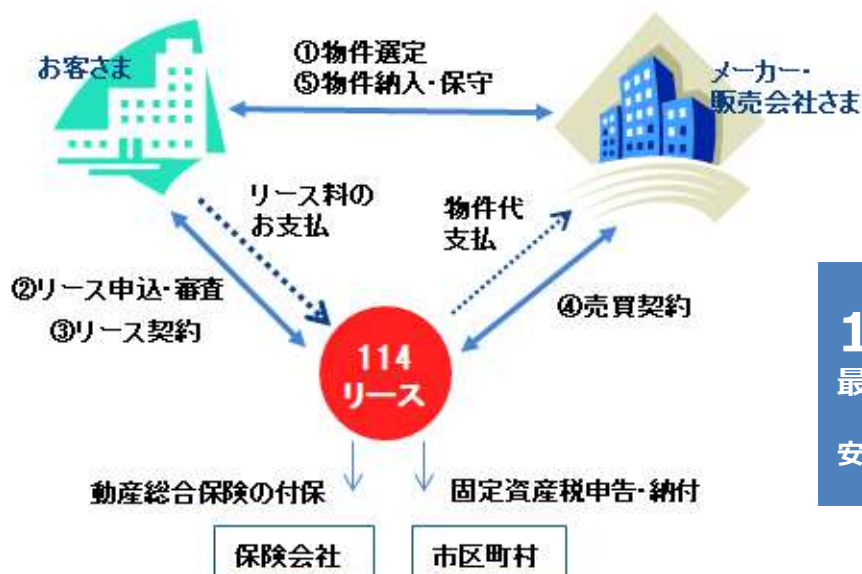 お客さま
①物件選定
⑤物件納入・保守
メーカー・
販売会社さま
リース料の
お支払
物件代
支払
②リース申込・審査
③リース契約
④売買契約
114
リース
動産総合保険の付保
固定資産税申告・納付
保険会社
市区町村
1
最
安